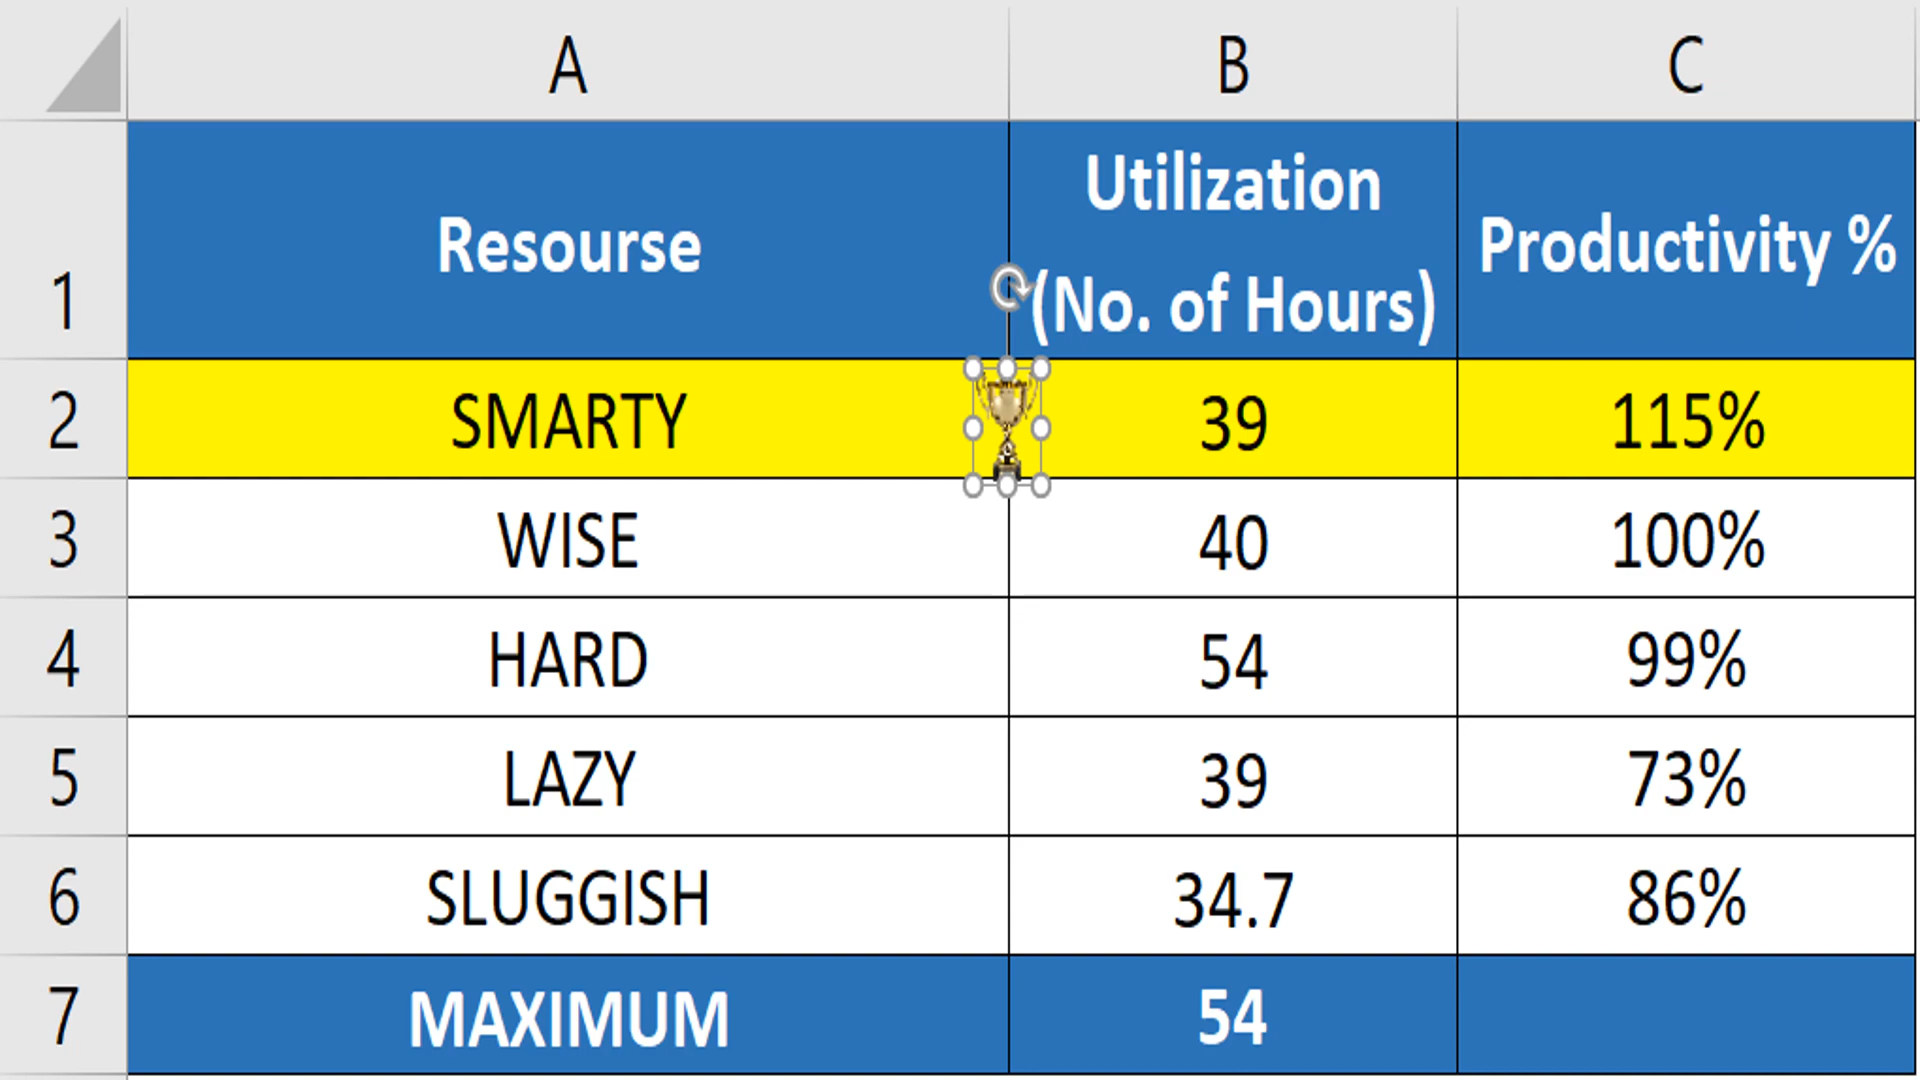 A B C
1 Resourse Utilization (No. of Hours) Productivity %
2 SMARTY 39 115%
3 WISE 40 100%
4 HARD 54 99%
5 LAZY 39 73%
6 SLUGGISH 34.7 86%
7 MAXIMUM 54